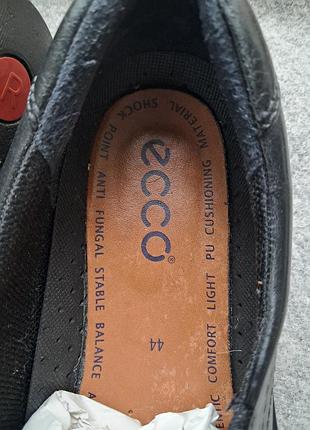 ecco®
SHOCK POINT ANTI FUNGAL STABLE BALANCE
COMFORT LIGHT PU CUSHIONING MATERIAL
44
P